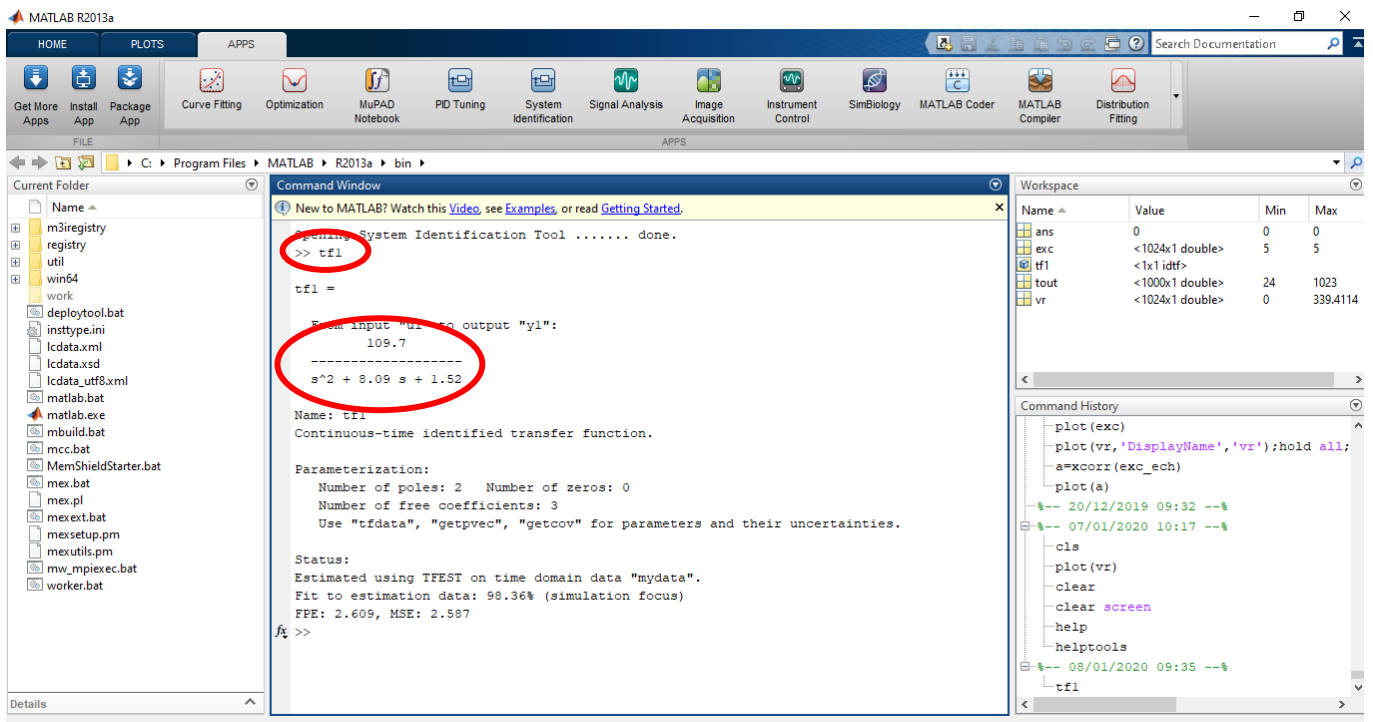 MATLAB R2013a
HOME PLOTS APPS
Search Documentation
Get More Apps
Install App
Package App
Curve Fitting
Optimization
MuPAD Notebook
PID Tuning
System Identification
Signal Analysis
Image Acquisition
Instrument Control
SimBiology
MATLAB Coder
MATLAB Compiler
Distribution Fitting
FILE
APPS
C: Program Files MATLAB R2013a bin
Current Folder
Name
m3iregistry
registry
util
win64
work
deploytool.bat
insttype.ini
lcdata.xml
lcdata.xsd
lcdata_utf8.xml
matlab.bat
matlab.exe
mbuild.bat
mcc.bat
MemShieldStarter.bat
mex.bat
mex.pl
mexext.bat
mexsetup.pm
mexutils.pm
mw_mpiexec.bat
worker.bat
Details
Command Window
New to MATLAB? Watch this Video, see Examples, or read Getting Started.
Opening System Identification Tool ....... done.
>> tf1
tf1 =
From input "u1" to output "y1":
109.7
-------------------
s^2 + 8.09 s + 1.52
Name: tf1
Continuous-time identified transfer function.
Parameterization:
Number of poles: 2 Number of zeros: 0
Number of free coefficients: 3
Use "tfdata", "getpvec", "getcov" for parameters and their uncertainties.
Status:
Estimated using TFEST on time domain data "mydata".
Fit to estimation data: 98.36% (simulation focus)
FPE: 2.609, MSE: 2.587
fx >>
Workspace
Name Value Min Max
ans 0 0 0
exc <1024x1 double> 5 5
tf1 <1x1 idtf>
tout <1000x1 double> 24 1023
vr <1024x1 double> 0 339.4114
Command History
plot(exc)
plot(vr,'DisplayName','vr');hold all;
a=xcorr(exc_ech)
plot(a)
%-- 20/12/2019 09:32 --%
%-- 07/01/2020 10:17 --%
cls
plot(vr)
clear
clear screen
help
helptools
%-- 08/01/2020 09:35 --%
tf1